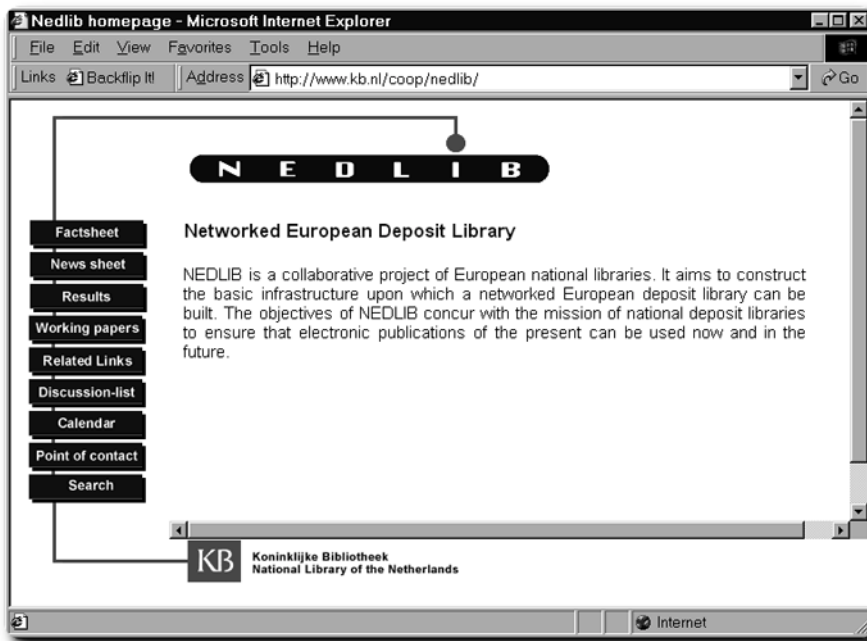 Nedlib homepage - Microsoft Internet Explorer
File Edit View Favorites Tools Help
Links Backflip It! Address http://www.kb.nl/coop/nedlib/ Go
NEDLIB
Factsheet
News sheet
Results
Working papers
Related Links
Discussion-list
Calendar
Point of contact
Search
Networked European Deposit Library
NEDLIB is a collaborative project of European national libraries. It aims to construct
the basic infrastructure upon which a networked European deposit library can be
built. The objectives of NEDLIB concur with the mission of national deposit libraries
to ensure that electronic publications of the present can be used now and in the
future.
KB
Koninklijke Bibliotheek
National Library of the Netherlands
Internet